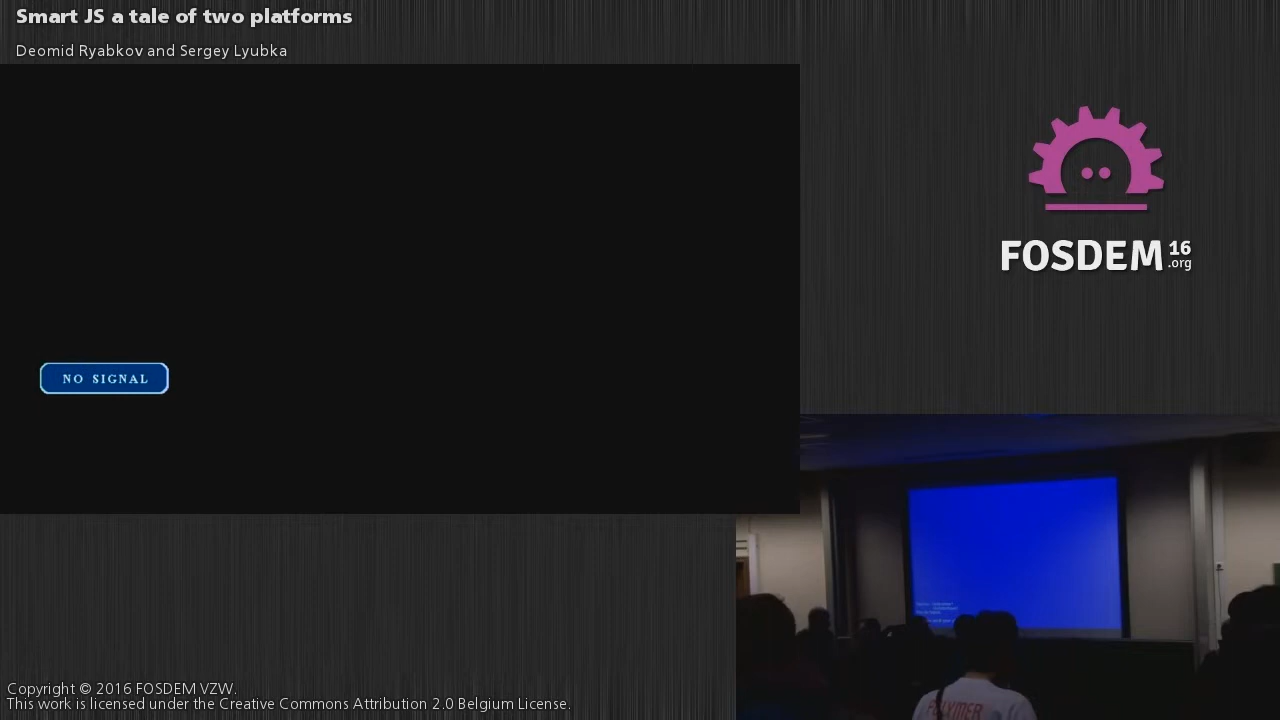 Smart JS a tale of two platforms
Deomid Ryabkov and Sergey Lyubka
FOSDEM 16
.org
NO SIGNAL
POLYMER
Copyright © 2016 FOSDEM VZW.
This work is licensed under the Creative Commons Attribution 2.0 Belgium License.